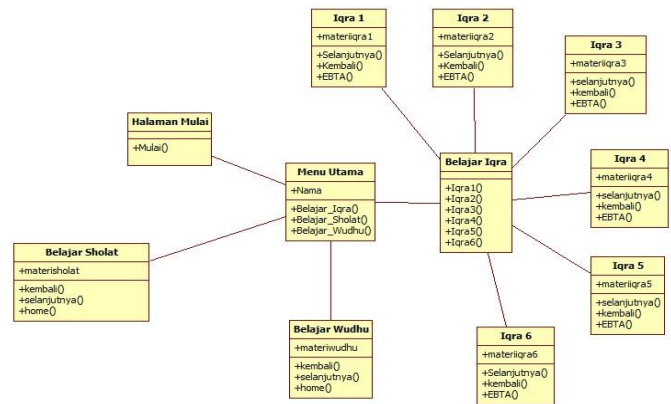 Iqra 1
+materiiqra1
+Selanjutnya()
+Kembali()
+EBTA()
Iqra 2
+materiiqra2
+Selanjutnya()
+Kembali()
+EBTA()
Iqra 3
+materiiqra3
+selanjutnya()
+kembali()
+EBTA()
Halaman Mulai
+Mulai()
Menu Utama
+Nama
+Belajar_Iqra()
+Belajar_Sholat()
+Belajar_Wudhu()
Belajar Iqra
+Iqra1()
+Iqra2()
+Iqra3()
+Iqra4()
+Iqra5()
+Iqra6()
Iqra 4
+materiiqra4
+selanjutnya()
+kembali()
+EBTA()
Belajar Sholat
+materisholat
+kembali()
+selanjutnya()
+home()
Iqra 5
+materiiqra5
+selanjutnya()
+kembali()
+EBTA()
Belajar Wudhu
+materiwudhu
+kembali()
+selanjutnya()
+home()
Iqra 6
+materiiqra6
+Selanjutnya()
+kembali()
+EBTA()